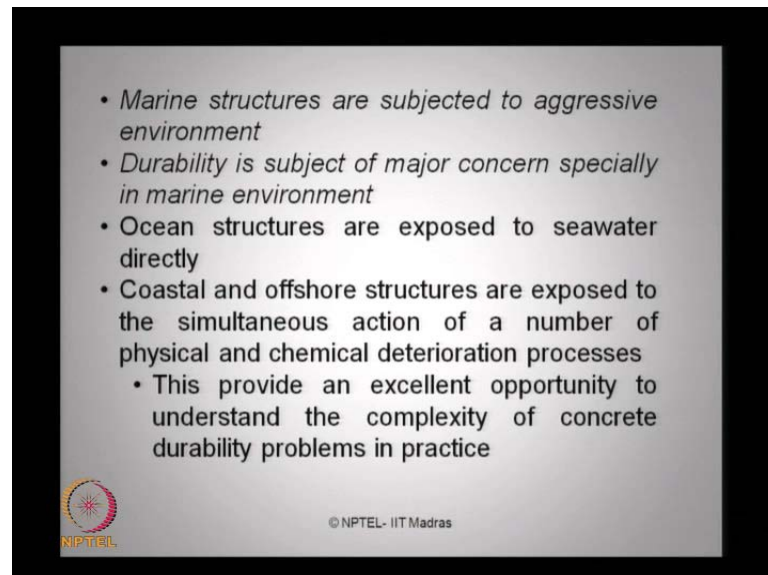 • Marine structures are subjected to aggressive
environment
• Durability is subject of major concern specially
in marine environment
• Ocean structures are exposed to seawater
directly
• Coastal and offshore structures are exposed to
the simultaneous action of a number of
physical and chemical deterioration processes
• This provide an excellent opportunity to
understand the complexity of concrete
durability problems in practice
© NPTEL- IIT Madras
NPTEL